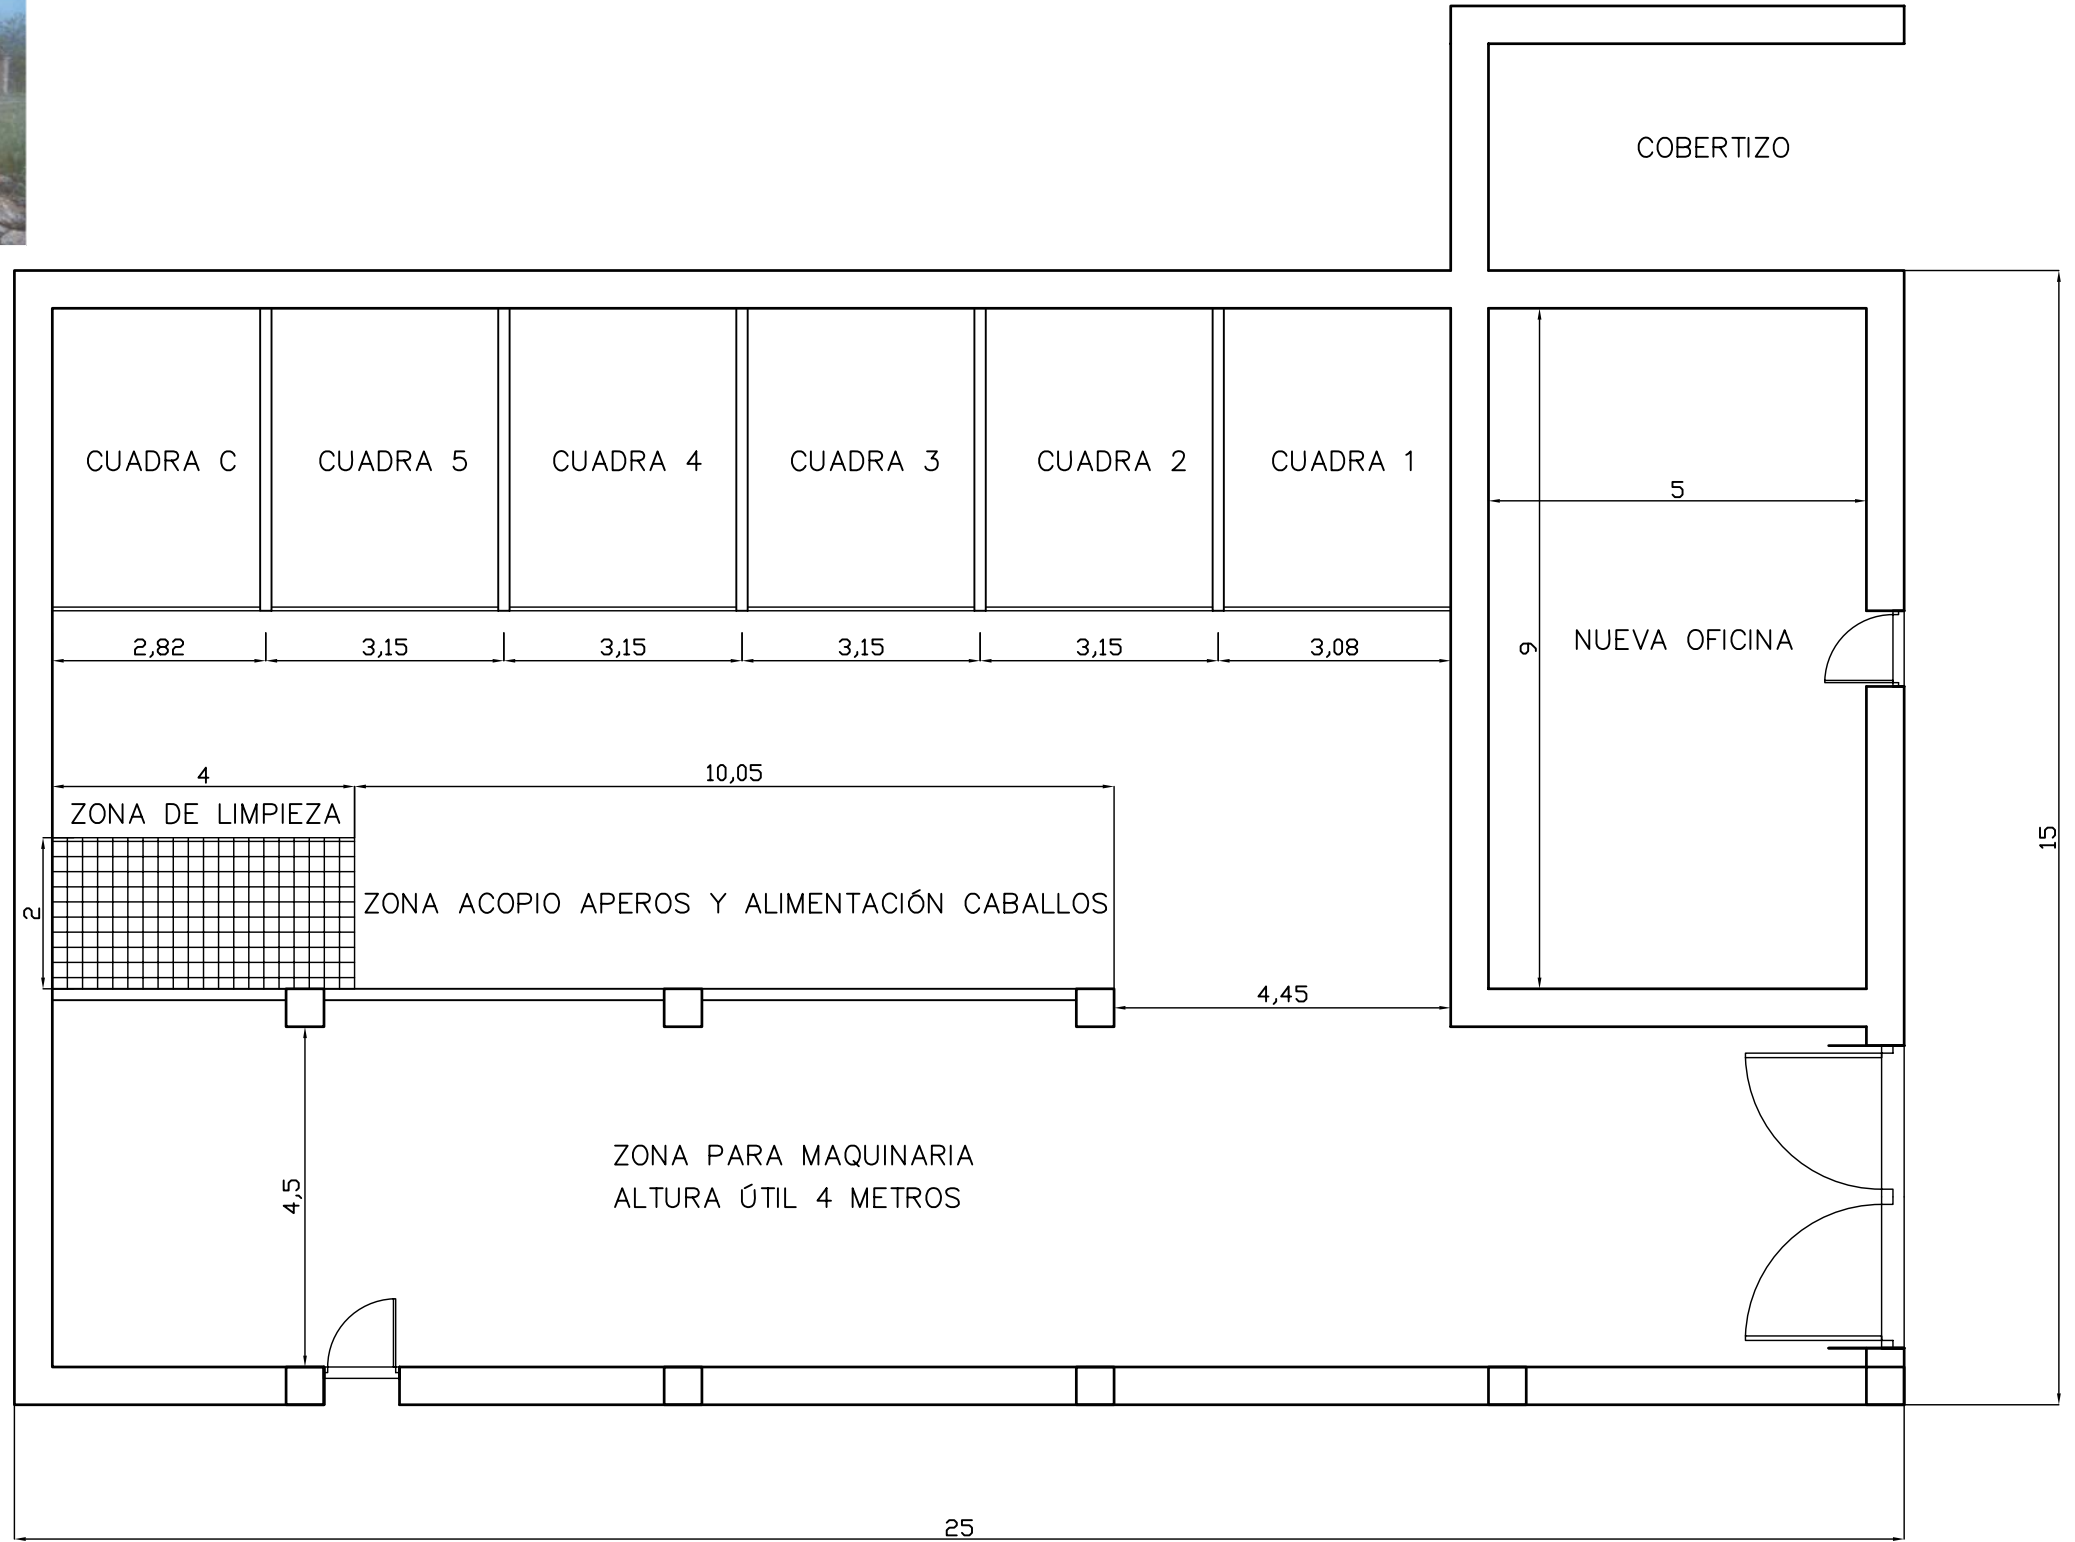 COBERTIZO
CUADRA C
CUADRA 5
CUADRA 4
CUADRA 3
CUADRA 2
CUADRA 1
5
NUEVA OFICINA
9
2,82
3,15
3,15
3,15
3,15
3,08
4
10,05
15
ZONA DE LIMPIEZA
2
ZONA ACOPIO APEROS Y ALIMENTACIÓN CABALLOS
4,45
ZONA PARA MAQUINARIA
ALTURA ÚTIL 4 METROS
4,5
25